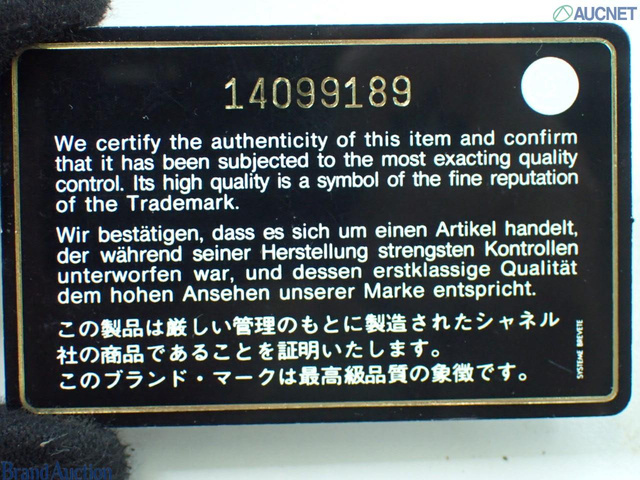 AUCNET
14099189
We certify the authenticity of this item and confirm
that it has been subjected to the most exacting quality
control. Its high quality is a symbol of the fine reputation
of the Trademark.
Wir bestätigen, dass es sich um einen Artikel handelt,
der während seiner Herstellung strengsten Kontrollen
unterworfen war, und dessen erstklassige Qualität
dem hohen Ansehen unserer Marke entspricht.
この製品は厳しい管理のもとに製造されたシャネル
社の商品であることを証明いたします。
このブランド・マークは最高級品質の象徴です。
SYSTEME BREVETE
Brand Auction